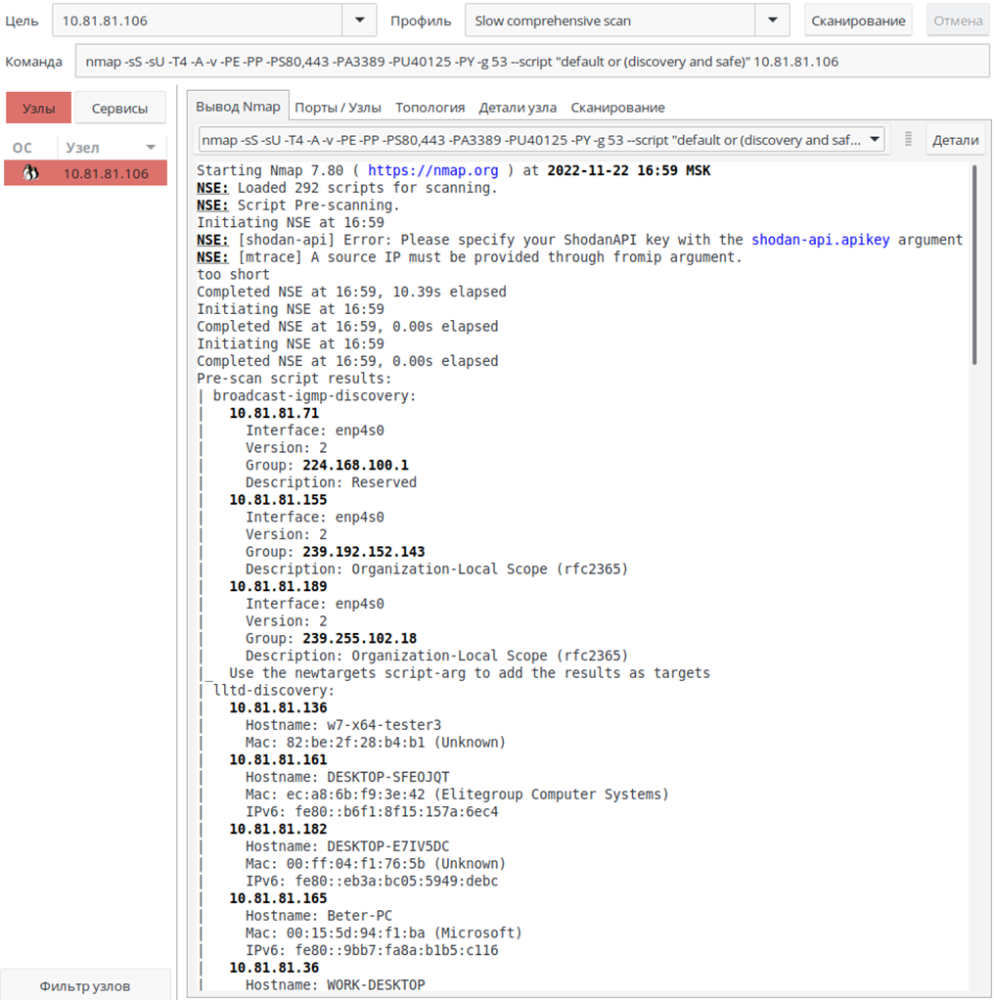 Цель 10.81.81.106 Профиль Slow comprehensive scan Сканирование Отмена
Команда nmap -sS -sU -T4 -A -v -PE -PP -PS80,443 -PA3389 -PU40125 -PY -g 53 --script "default or (discovery and safe)" 10.81.81.106
Узлы Сервисы
ОС Узел
10.81.81.106
Фильтр узлов
Вывод Nmap Порты / Узлы Топология Детали узла Сканирование
nmap -sS -sU -T4 -A -v -PE -PP -PS80,443 -PA3389 -PU40125 -PY -g 53 --script "default or (discovery and saf... Детали
Starting Nmap 7.80 ( https://nmap.org ) at 2022-11-22 16:59 MSK
NSE: Loaded 292 scripts for scanning.
NSE: Script Pre-scanning.
Initiating NSE at 16:59
NSE: [shodan-api] Error: Please specify your ShodanAPI key with the shodan-api.apikey argument
NSE: [mtrace] A source IP must be provided through fromip argument.
too short
Completed NSE at 16:59, 10.39s elapsed
Initiating NSE at 16:59
Completed NSE at 16:59, 0.00s elapsed
Initiating NSE at 16:59
Completed NSE at 16:59, 0.00s elapsed
Pre-scan script results:
| broadcast-igmp-discovery:
|   10.81.81.71
|     Interface: enp4s0
|     Version: 2
|     Group: 224.168.100.1
|     Description: Reserved
|   10.81.81.155
|     Interface: enp4s0
|     Version: 2
|     Group: 239.192.152.143
|     Description: Organization-Local Scope (rfc2365)
|   10.81.81.189
|     Interface: enp4s0
|     Version: 2
|     Group: 239.255.102.18
|     Description: Organization-Local Scope (rfc2365)
|_  Use the newtargets script-arg to add the results as targets
| lltd-discovery:
|   10.81.81.136
|     Hostname: w7-x64-tester3
|     Mac: 82:be:2f:28:b4:b1 (Unknown)
|   10.81.81.161
|     Hostname: DESKTOP-SFEOJQT
|     Mac: ec:a8:6b:f9:3e:42 (Elitegroup Computer Systems)
|     IPv6: fe80::b6f1:8f15:157a:6ec4
|   10.81.81.182
|     Hostname: DESKTOP-E7IV5DC
|     Mac: 00:ff:04:f1:76:5b (Unknown)
|     IPv6: fe80::eb3a:bc05:5949:debc
|   10.81.81.165
|     Hostname: Beter-PC
|     Mac: 00:15:5d:94:f1:ba (Microsoft)
|     IPv6: fe80::9bb7:fa8a:b1b5:c116
|   10.81.81.36
|     Hostname: WORK-DESKTOP